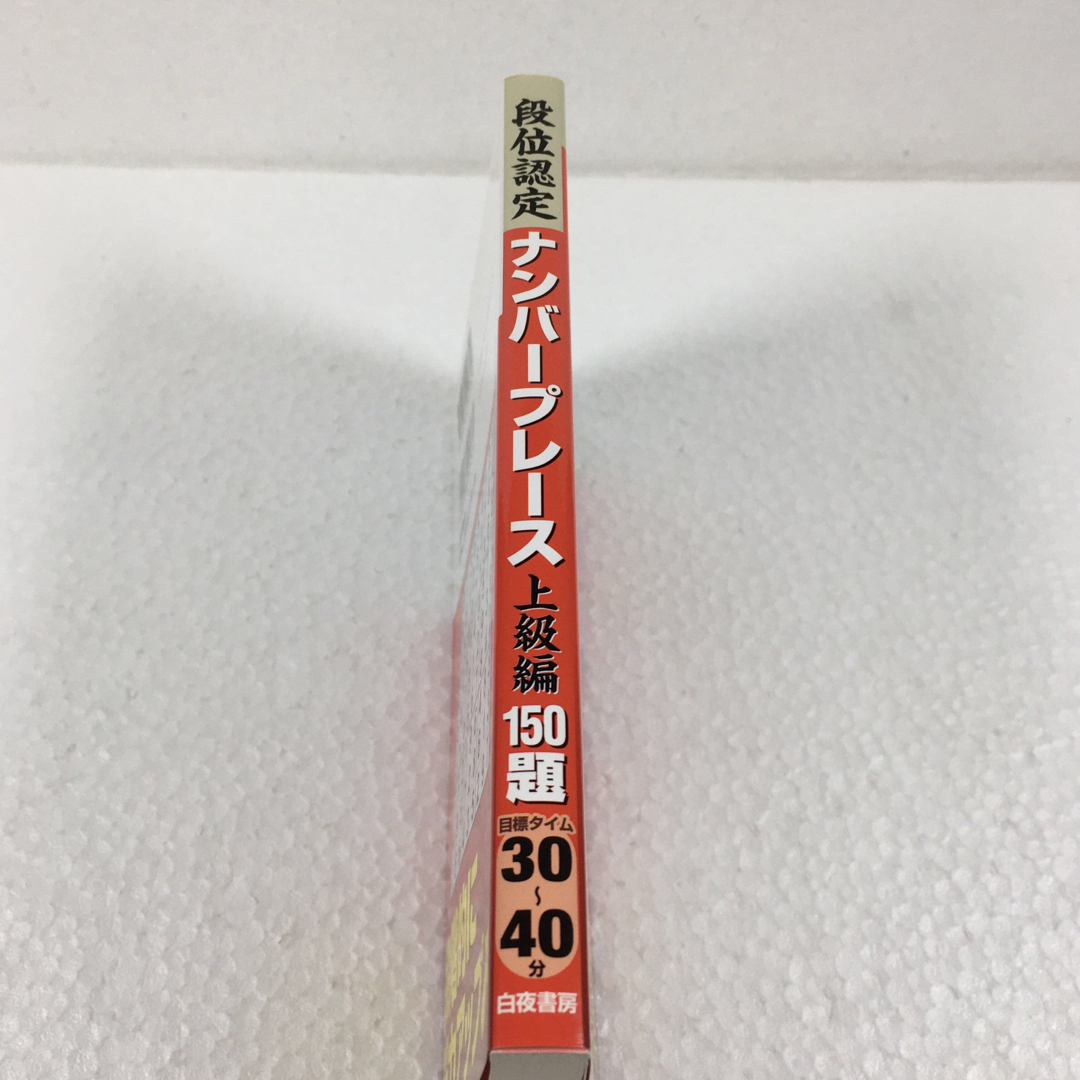 段位認定
ナンバープレース
上級編
150
題
目標タイム
30
〜
40
分
白夜書房